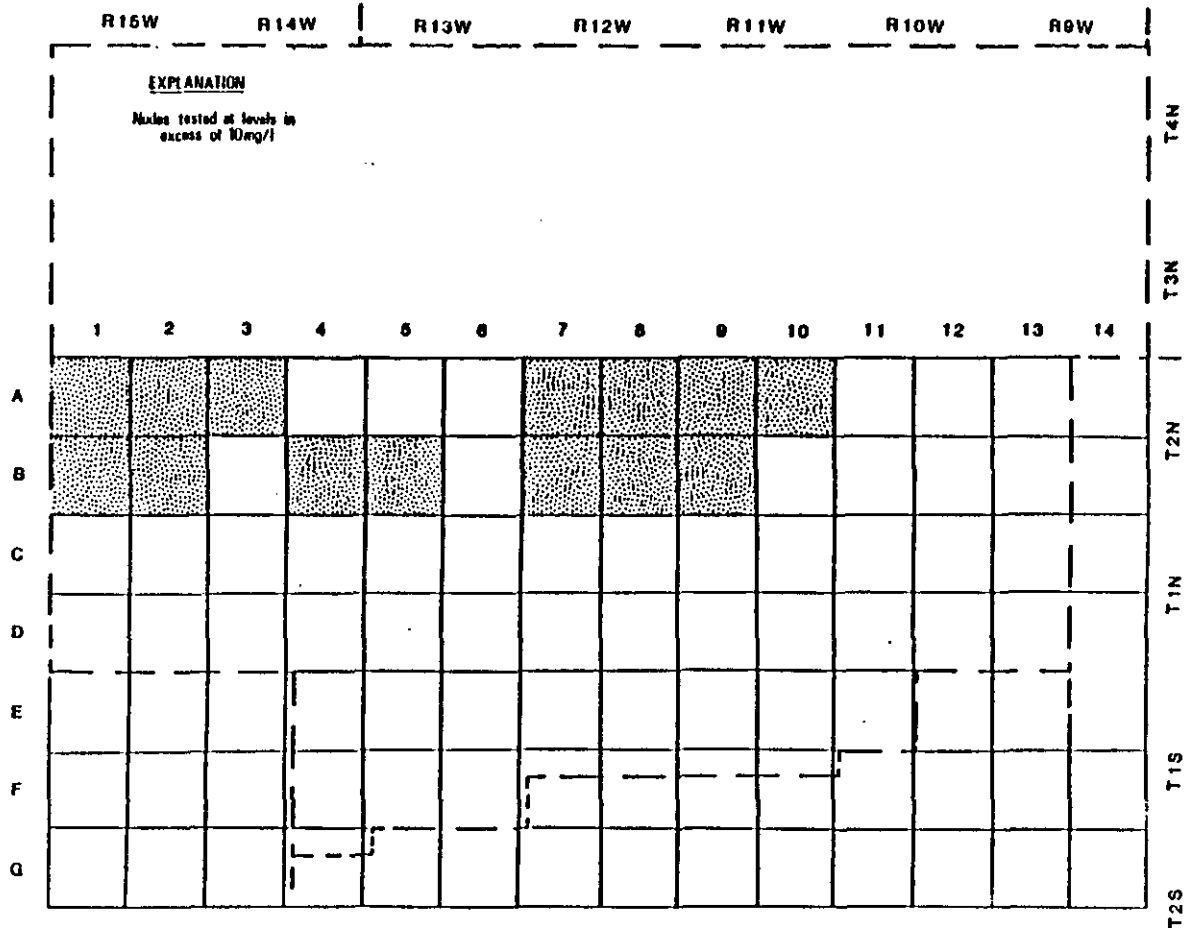 R15W R14W R13W R12W R11W R10W R9W
EXPLANATION
Nodes tested at levels in
excess of 10mg/l
T4N
T3N
1 2 3 4 5 6 7 8 9 10 11 12 13 14
A
T2N
B
C
T1N
D
E
T1S
F
G
T2S